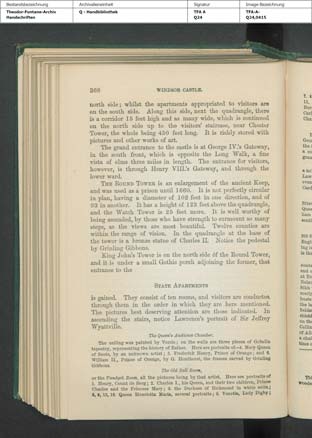 Bestandsbezeichnung
Archivalieneinheit
Signatur
Image-Bezeichnung
Theodor-Fontane-Archiv
Handschriften
Q - Handbibliothek
TFA A
Q24
TFA-A-
Q24,0415
368 WINDSOR CASTLE.
north side; whilst the apartments appropriated to visitors are
on the south side. Along this side, next the quadrangle, there
is a corridor 15 feet high and as many wide, which is continued
on the north side up to the visitors' staircase, near Chester
Tower, the whole being 450 feet long. It is richly stored with
pictures and other works of art.
The grand entrance to the castle is at George IV.'s Gateway,
in the south front, which is opposite the Long Walk, a fine
vista of elms three miles in length. The entrance for visitors,
however, is through Henry VIII.'s Gateway, and through the
lower ward.
THE ROUND TOWER is an enlargement of the ancient Keep,
and was used as a prison until 1660. It is not perfectly circular
in plan, having a diameter of 102 feet in one direction, and of
93 in another. It has a height of 125 feet above the quadrangle,
and the Watch Tower is 25 feet more. It is well worthy of
being ascended, by those who have strength to surmount so many
steps, as the views are most beautiful. Twelve counties are
within the range of vision. In the quadrangle at the base of
the tower is a bronze statue of Charles II. Notice the pedestal
by Grinling Gibbons.
King John's Tower is on the north side of the Round Tower,
and it is under a small Gothic porch adjoining the former, that
entrance to the
STATE APARTMENTS
is gained. They consist of ten rooms, and visitors are conducted
through them in the order in which they are here mentioned.
The pictures best deserving attention are those indicated. In
ascending the stairs, notice Lawrence's portrait of Sir Jeffry
Wyattville.
The Queen's Audience Chamber.
The ceiling was painted by Verrio; on the walls are three pieces of Gobelin
tapestry, representing the history of Esther. Here are portraits of—4. Mary Queen
of Scots, by an unknown artist; 5. Frederick Henry, Prince of Orange; and 6.
William II., Prince of Orange, by G. Honthorst, the frames carved by Grinling
Gibbons.
The Old Ball Room,
or the Vandyck Room, all the pictures being by that artist. Here are portraits of
1. Henry, Count de Berg; 2. Charles I., his Queen, and their two children, Prince
Charles and the Princess Mary; 3. the Duchess of Richmond in white satin;
Queen Henrietta Maria, several portraits; 6. Venetia, Lady Digby;